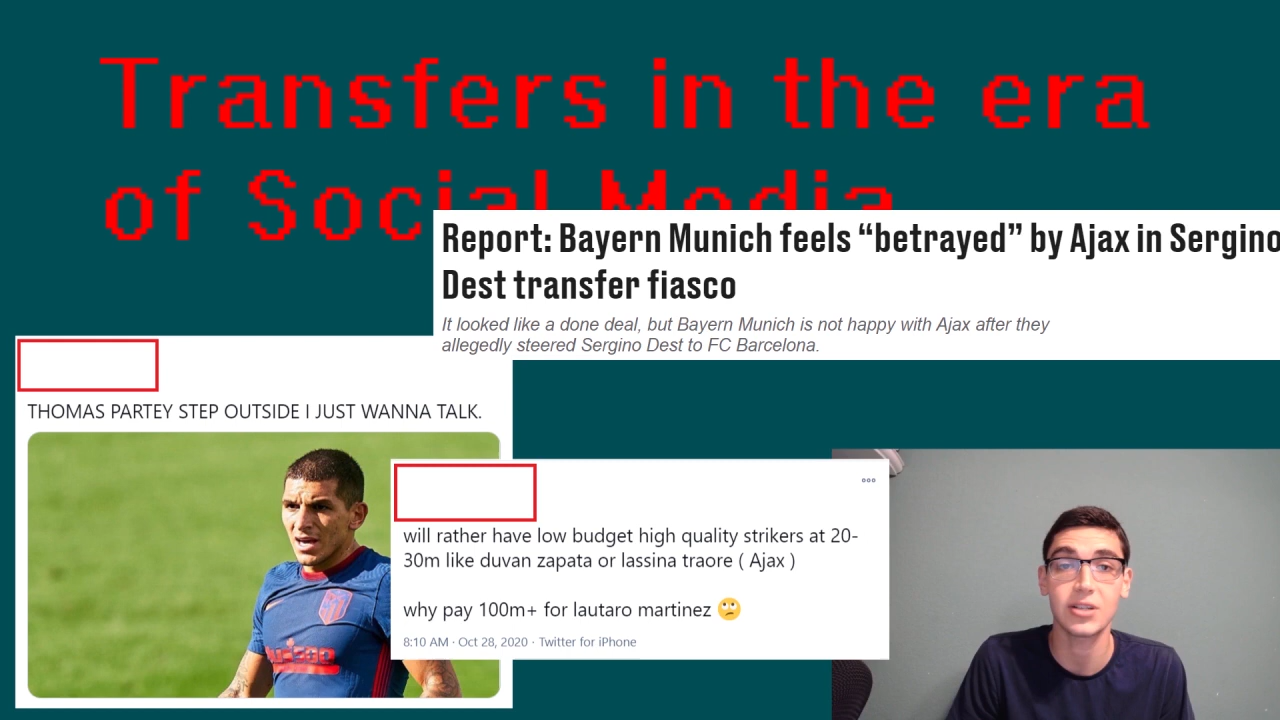 Transfers in the era
of Social Media
Report: Bayern Munich feels “betrayed” by Ajax in Sergino
Dest transfer fiasco
It looked like a done deal, but Bayern Munich is not happy with Ajax after they
allegedly steered Sergino Dest to FC Barcelona.
THOMAS PARTEY STEP OUTSIDE I JUST WANNA TALK.
will rather have low budget high quality strikers at 20-
30m like duvan zapata or lassina traore ( Ajax )
why pay 100m+ for lautaro martinez 🙄
8:10 AM · Oct 28, 2020 · Twitter for iPhone